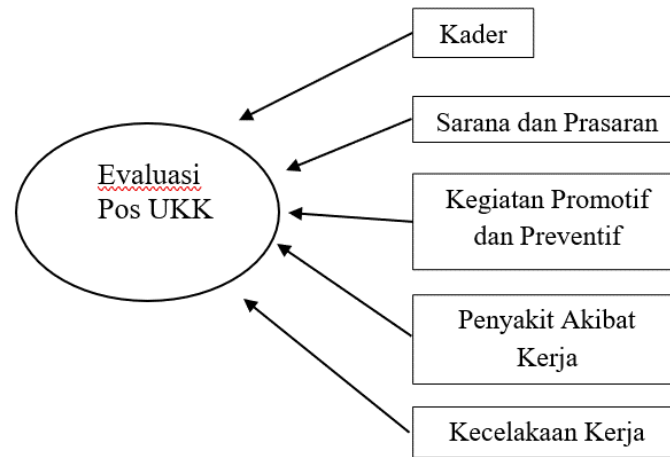 Kader
Sarana dan Prasaran
Evaluasi
Pos UKK
Kegiatan Promotif
dan Preventif
Penyakit Akibat
Kerja
Kecelakaan Kerja